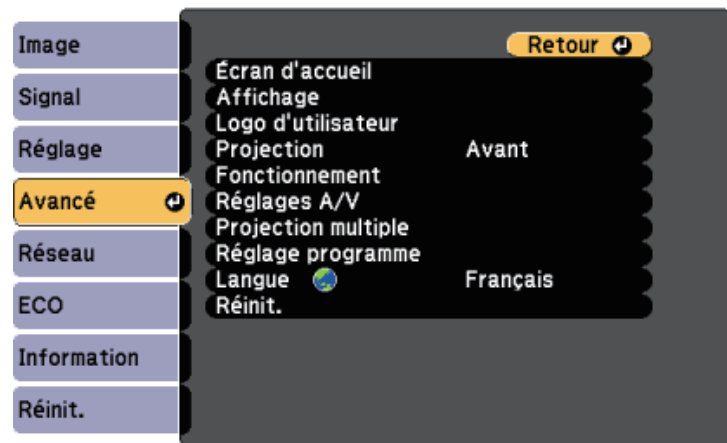 Image
Signal
Réglage
Avancé
Réseau
ECO
Information
Réinit.
Retour
Écran d'accueil
Affichage
Logo d'utilisateur
Projection Avant
Fonctionnement
Réglages A/V
Projection multiple
Réglage programme
Langue Français
Réinit.